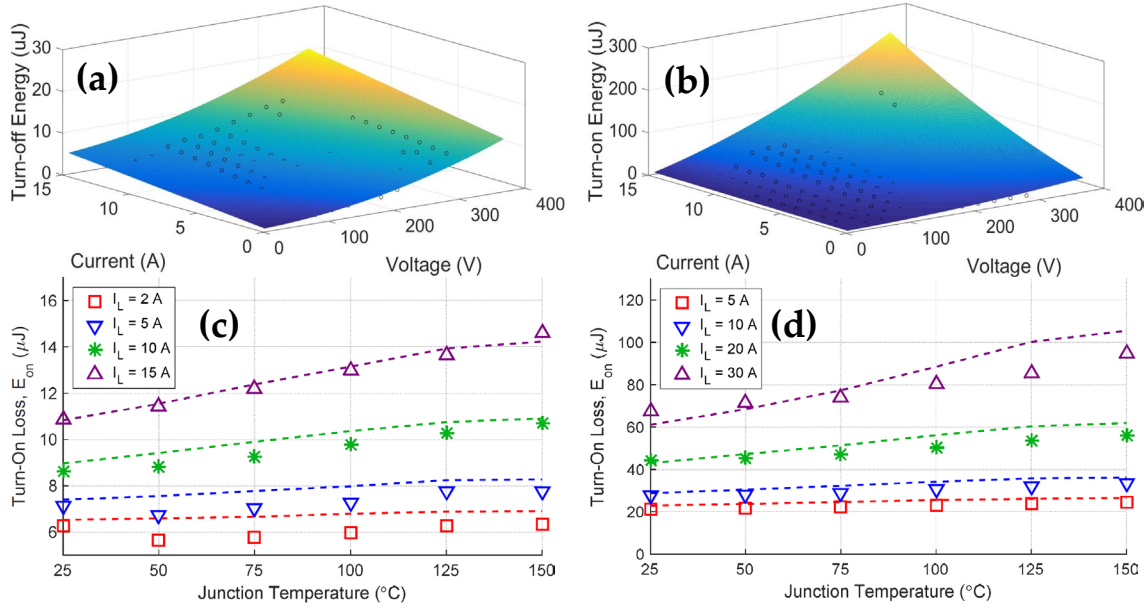 (a)
Turn-off Energy (uJ)
30
20
10
0
15
10
5
0
0
100
200
300
400
Current (A)
Voltage (V)
(b)
Turn-on Energy (uJ)
300
200
100
0
15
10
5
0
0
100
200
300
400
Current (A)
Voltage (V)
(c)
Turn-On Loss, E_on (μJ)
16
14
12
10
8
6
I_L = 2 A
I_L = 5 A
I_L = 10 A
I_L = 15 A
25
50
75
100
125
150
Junction Temperature (°C)
(d)
Turn-On Loss, E_on (μJ)
120
100
80
60
40
20
0
I_L = 5 A
I_L = 10 A
I_L = 20 A
I_L = 30 A
25
50
75
100
125
150
Junction Temperature (°C)